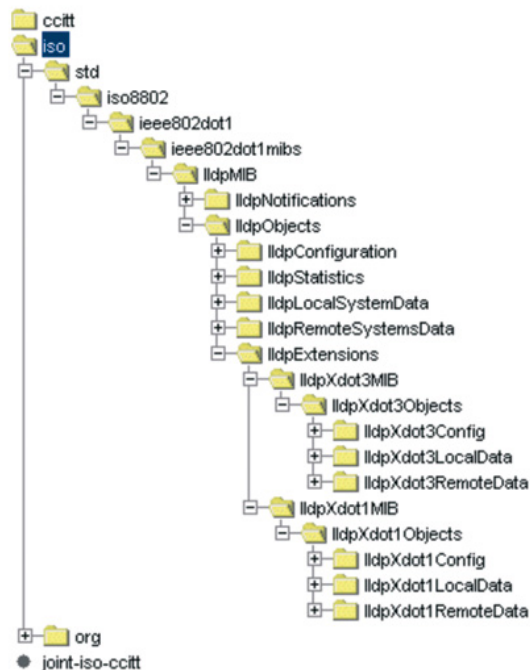 ccitt
iso
std
iso8802
ieee802dot1
ieee802dot1mibs
lldpMIB
lldpNotifications
lldpObjects
lldpConfiguration
lldpStatistics
lldpLocalSystemData
lldpRemoteSystemsData
lldpExtensions
lldpXdot3MIB
lldpXdot3Objects
lldpXdot3Config
lldpXdot3LocalData
lldpXdot3RemoteData
lldpXdot1MIB
lldpXdot1Objects
lldpXdot1Config
lldpXdot1LocalData
lldpXdot1RemoteData
org
joint-iso-ccitt